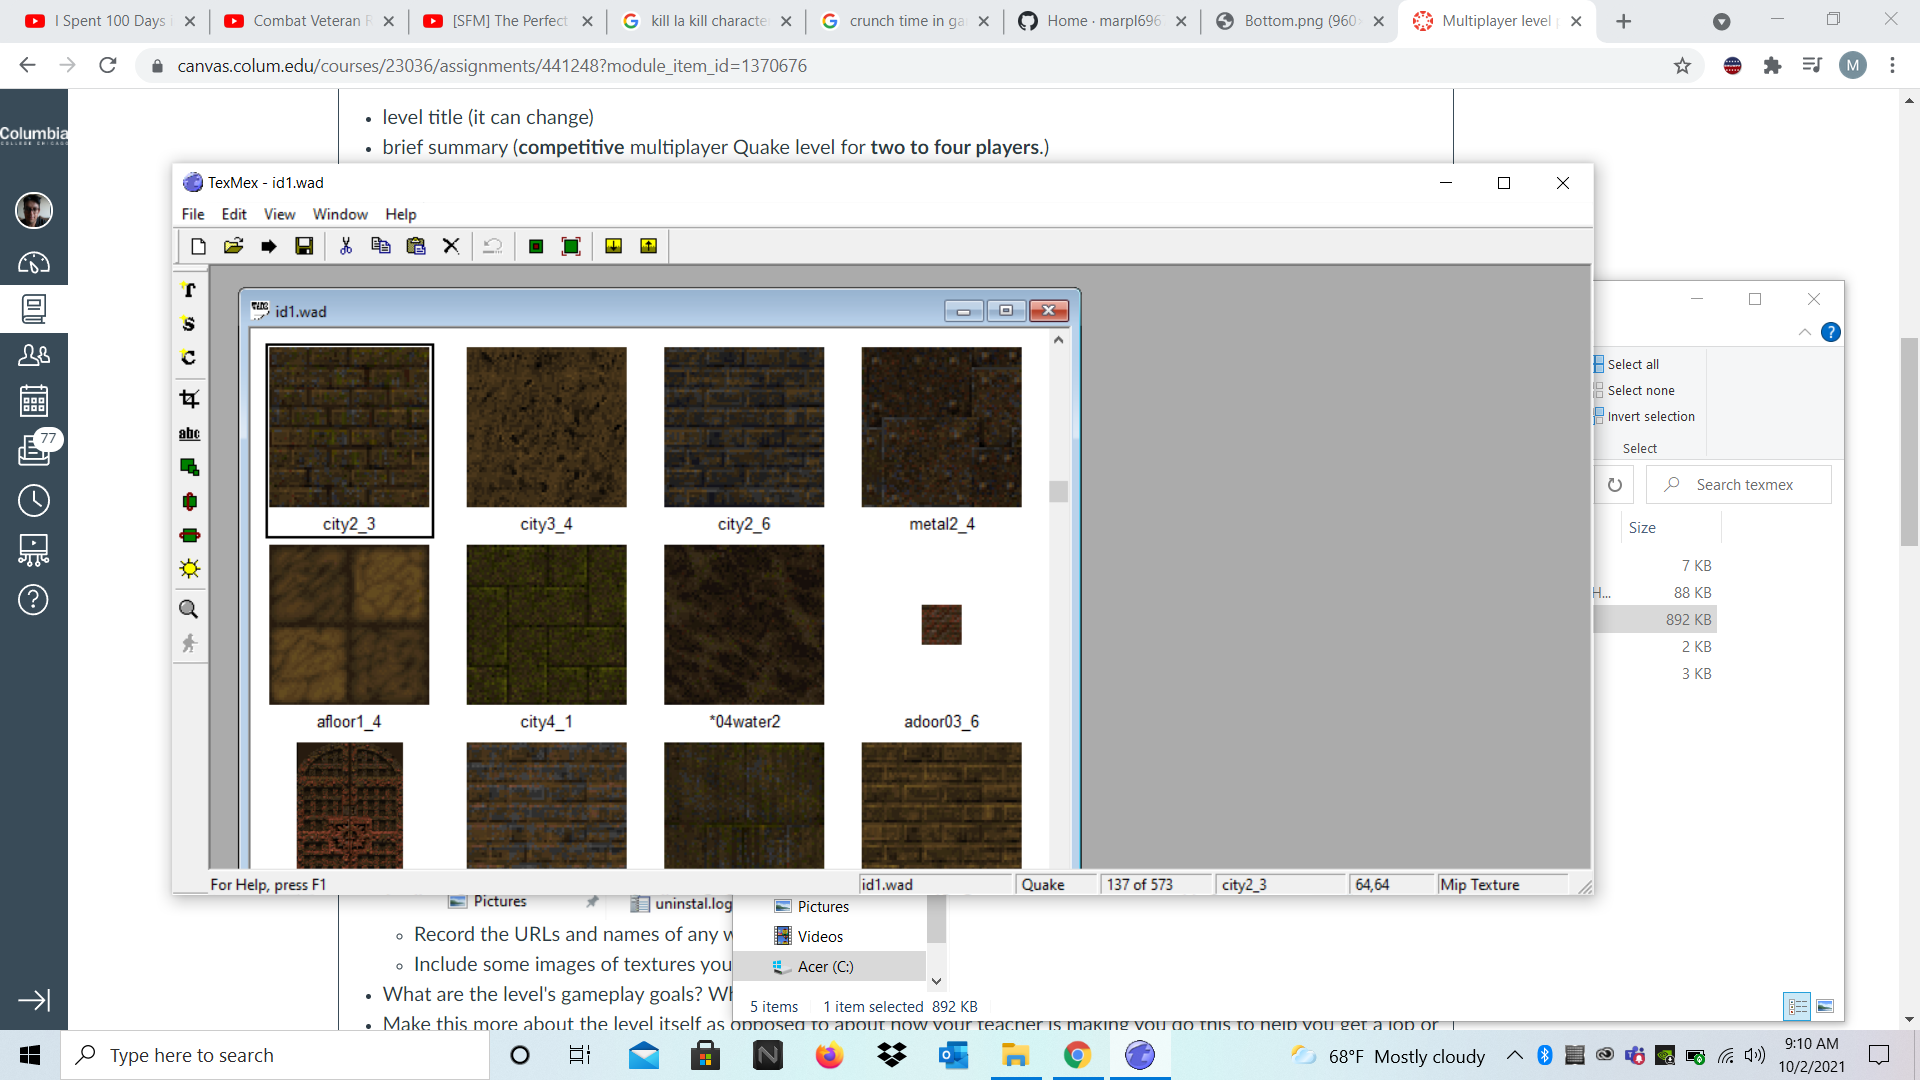 I Spent 100 Days i
Combat Veteran R
[SFM] The Perfect
kill la kill characte
crunch time in ga
Home · marpl696
Bottom.png (960×
Multiplayer level
canvas.colum.edu/courses/23036/assignments/441248?module_item_id=1370676
M
Columbia
COLLEGE CHICAGO
level title (it can change)
brief summary (competitive multiplayer Quake level for two to four players.)
TexMex - id1.wad
File Edit View Window Help
abc
77
id1.wad
city2_3
city3_4
city2_6
metal2_4
afloor1_4
city4_1
*04water2
adoor03_6
For Help, press F1
id1.wad
Quake
137 of 573
city2_3
64,64
Mip Texture
Select all
Select none
Invert selection
Select
Search texmex
Size
7 KB
H... 88 KB
892 KB
2 KB
3 KB
Pictures
uninstal.log
Pictures
Videos
Acer (C:)
5 items 1 item selected 892 KB
Record the URLs and names of any w
Include some images of textures you
What are the level's gameplay goals? Wh
Make this more about the level itself as opposed to about how your teacher is making you do this to help you get a job or
Type here to search
68°F Mostly cloudy
9:10 AM
10/2/2021